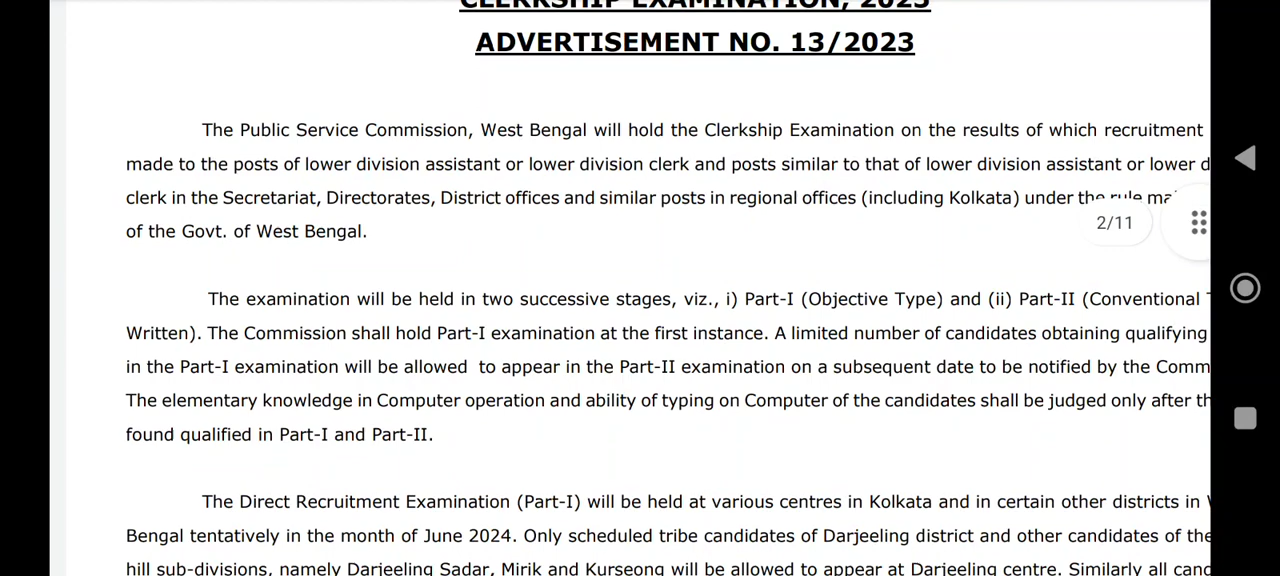 CLERKSHIP EXAMINATION, 2023
ADVERTISEMENT NO. 13/2023
The Public Service Commission, West Bengal will hold the Clerkship Examination on the results of which recruitment
made to the posts of lower division assistant or lower division clerk and posts similar to that of lower division assistant or lower d
clerk in the Secretariat, Directorates, District offices and similar posts in regional offices (including Kolkata) under the rule ma
of the Govt. of West Bengal.
2/11
The examination will be held in two successive stages, viz., i) Part-I (Objective Type) and (ii) Part-II (Conventional
Written). The Commission shall hold Part-I examination at the first instance. A limited number of candidates obtaining qualifying
in the Part-I examination will be allowed to appear in the Part-II examination on a subsequent date to be notified by the Comm
The elementary knowledge in Computer operation and ability of typing on Computer of the candidates shall be judged only after th
found qualified in Part-I and Part-II.
The Direct Recruitment Examination (Part-I) will be held at various centres in Kolkata and in certain other districts in
Bengal tentatively in the month of June 2024. Only scheduled tribe candidates of Darjeeling district and other candidates of the
hill sub-divisions, namely Darjeeling Sadar, Mirik and Kurseong will be allowed to appear at Darjeeling centre. Similarly all cand